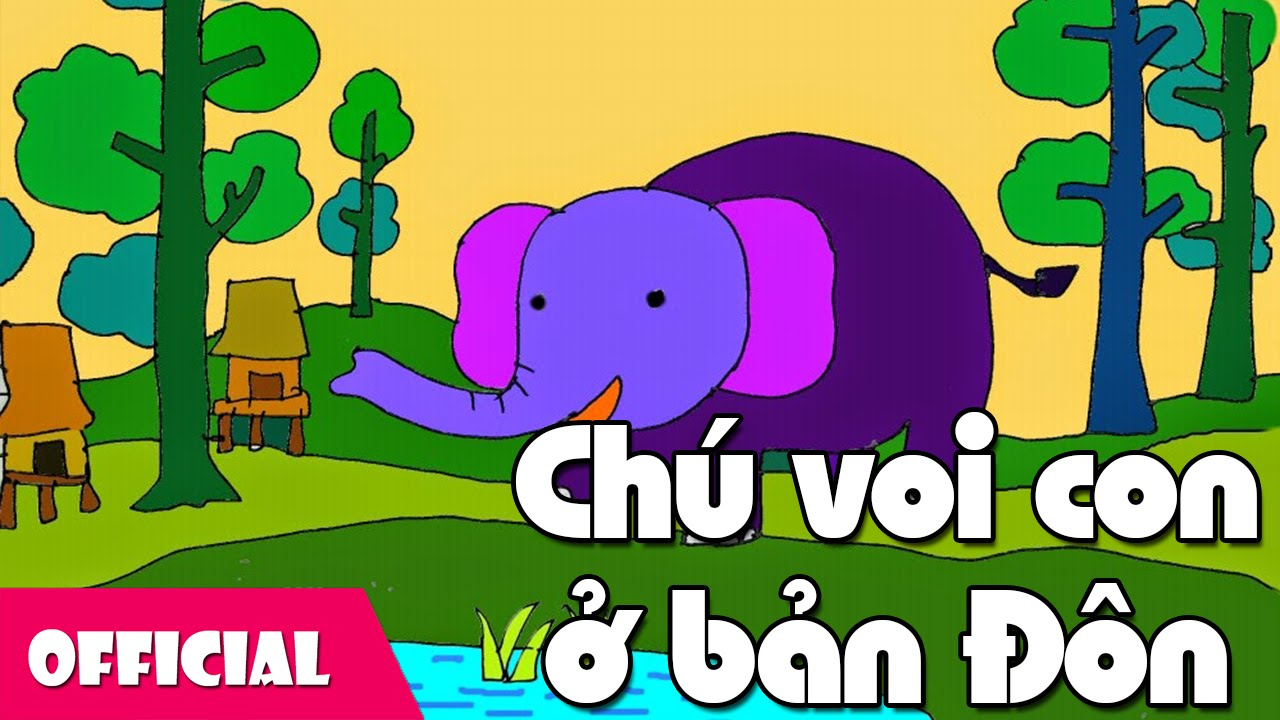 Chú voi con
ở bản Đôn
OFFICIAL